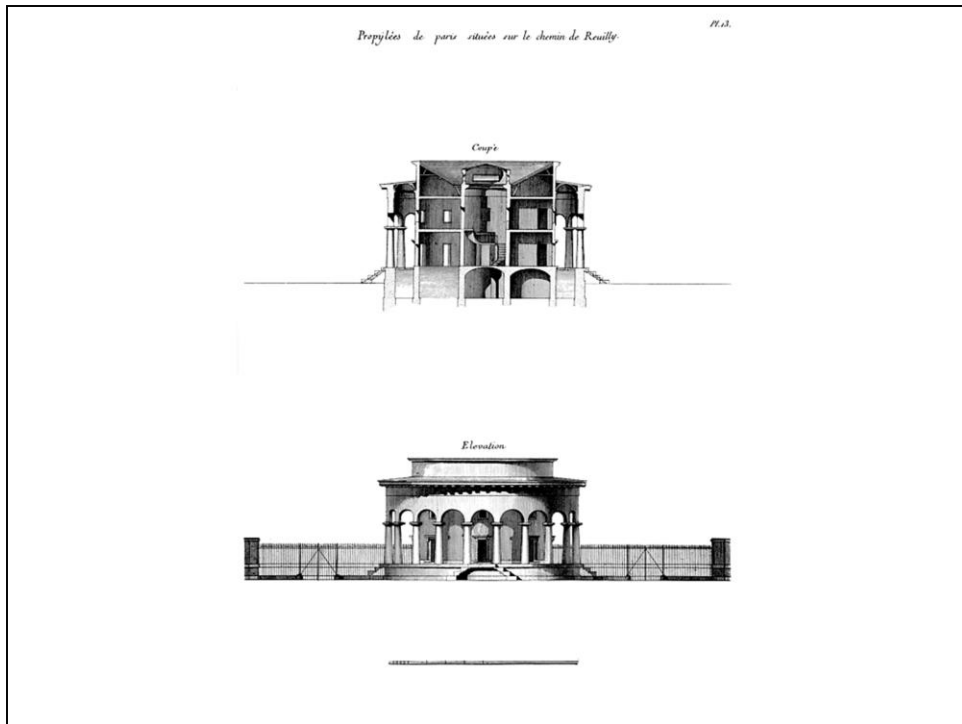 Pl. 13.
Propylées de paris situées sur le chemin de Reuilly.
Coupe
Elevation